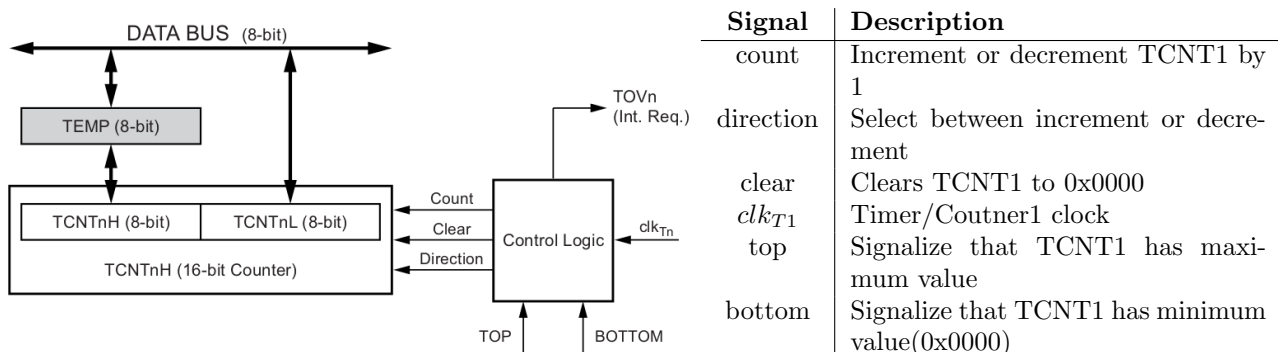 DATA BUS (8-bit)
TEMP (8-bit)
TOVn
(Int. Req.)
TCNTnH (8-bit) TCNTnL (8-bit)
TCNTnH (16-bit Counter)
Count
Clear
Direction
Control Logic
clkTn
TOP
BOTTOM
Signal Description
count Increment or decrement TCNT1 by
1
direction Select between increment or decre-
ment
clear Clears TCNT1 to 0x0000
clkT1 Timer/Coutner1 clock
top Signalize that TCNT1 has maxi-
mum value
bottom Signalize that TCNT1 has minimum
value(0x0000)